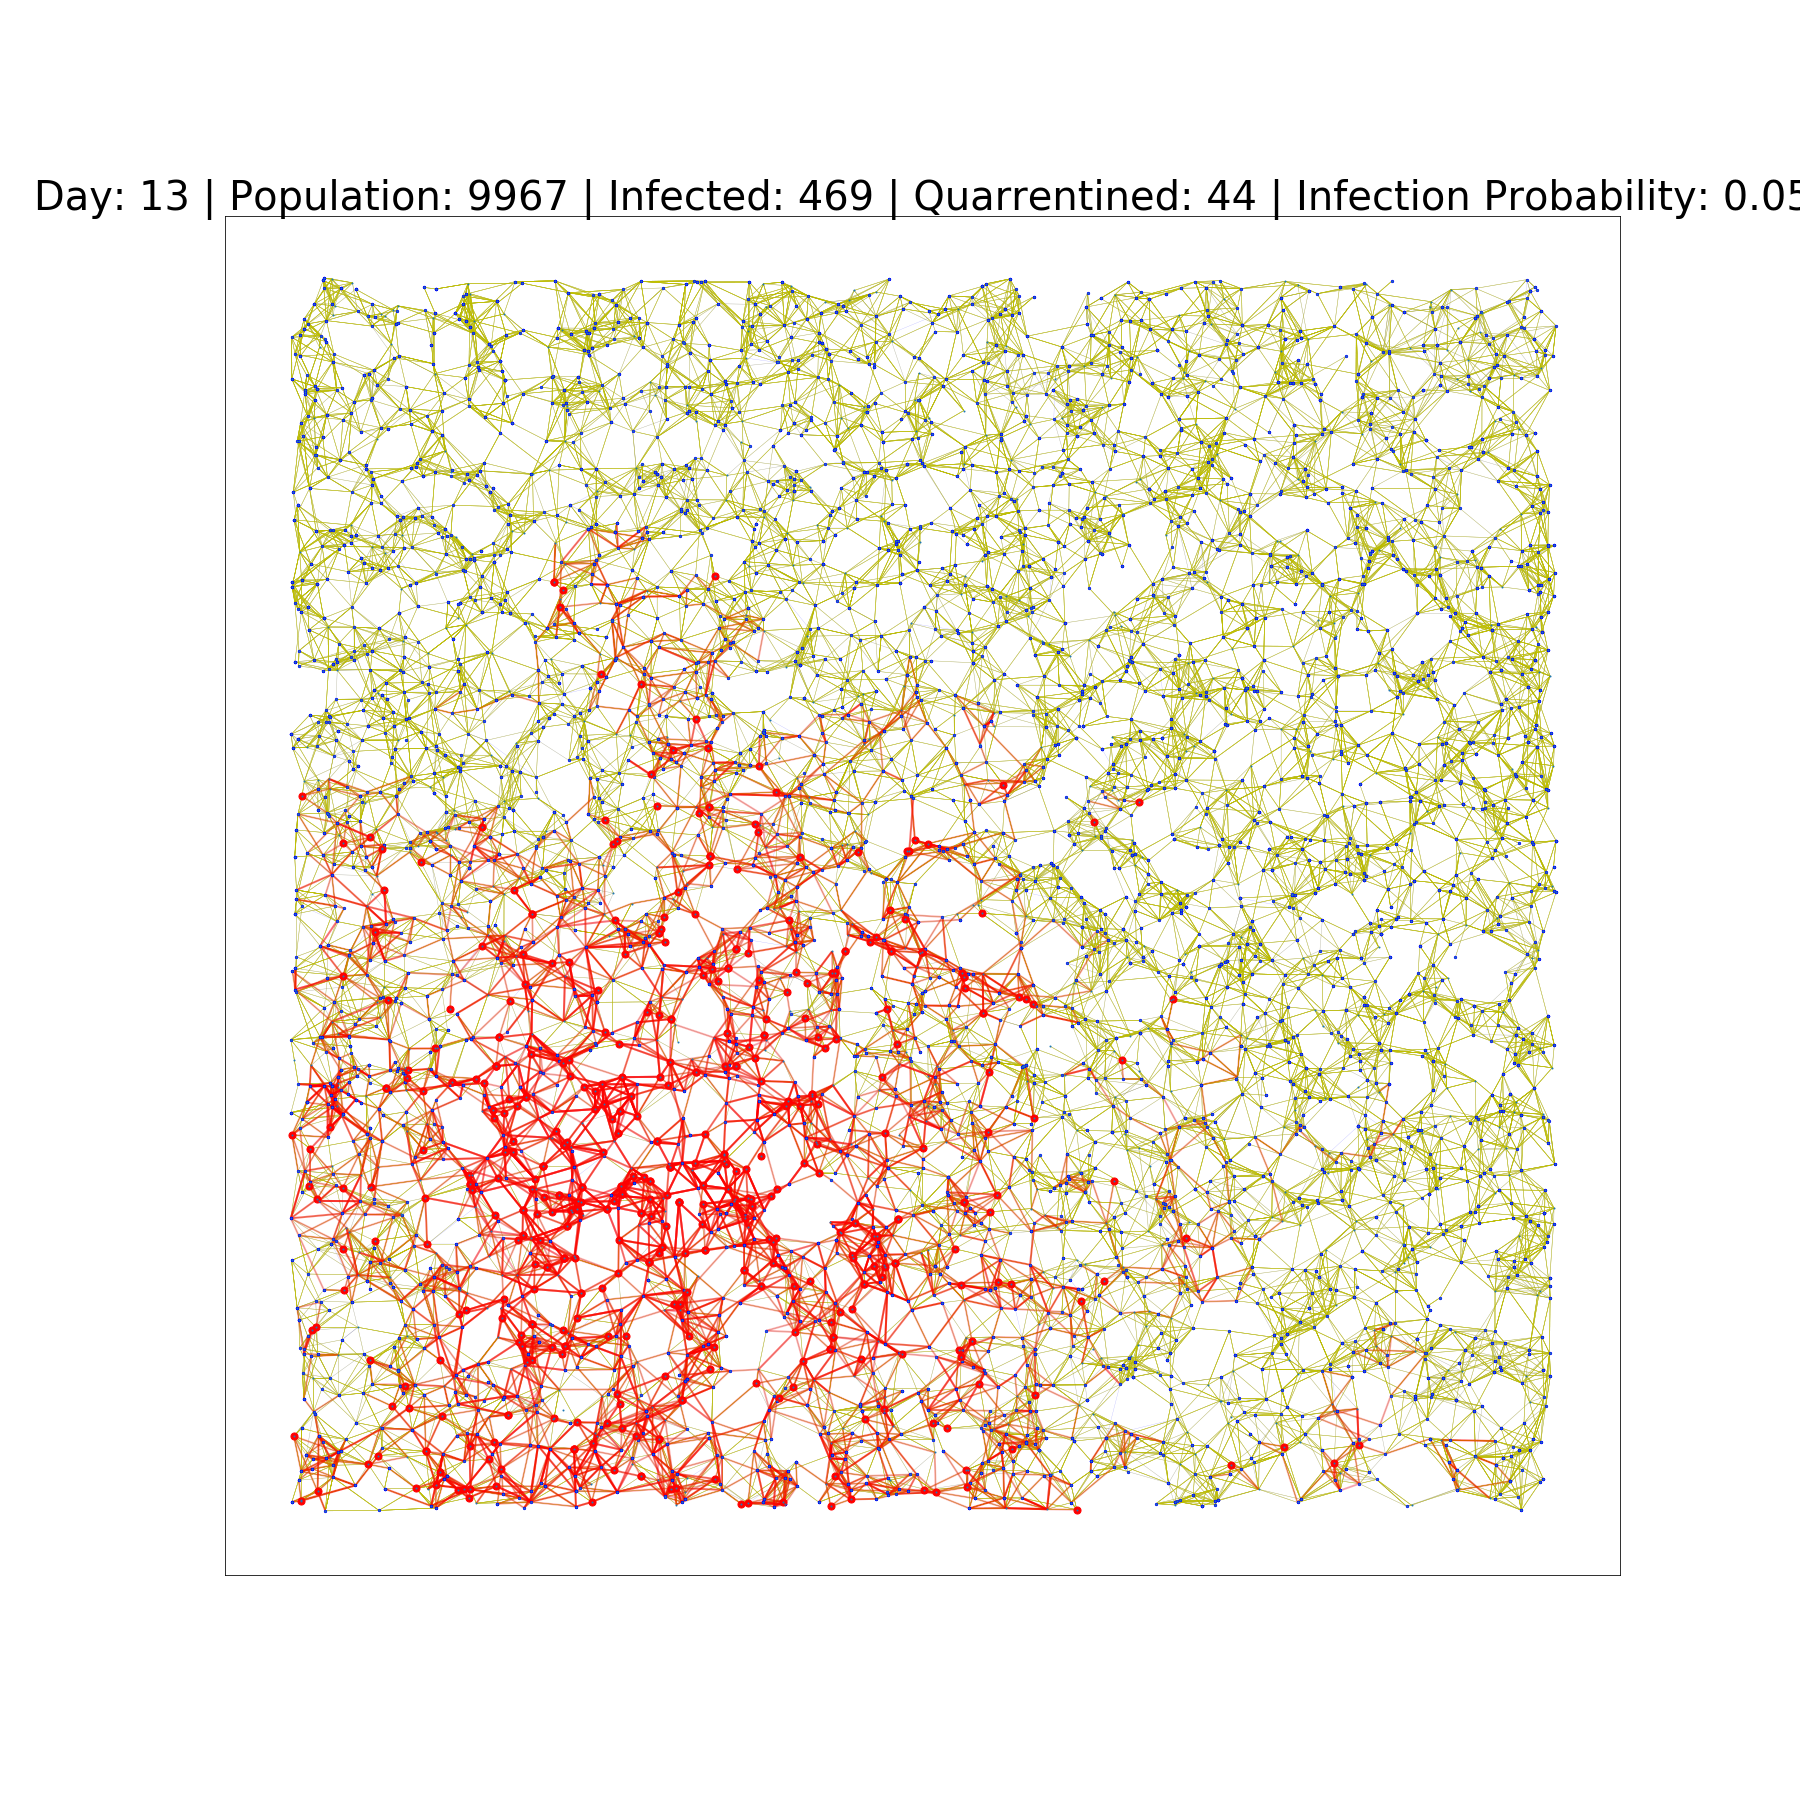 Day: 13 | Population: 9967 | Infected: 469 | Quarrentined: 44 | Infection Probability: 0.05